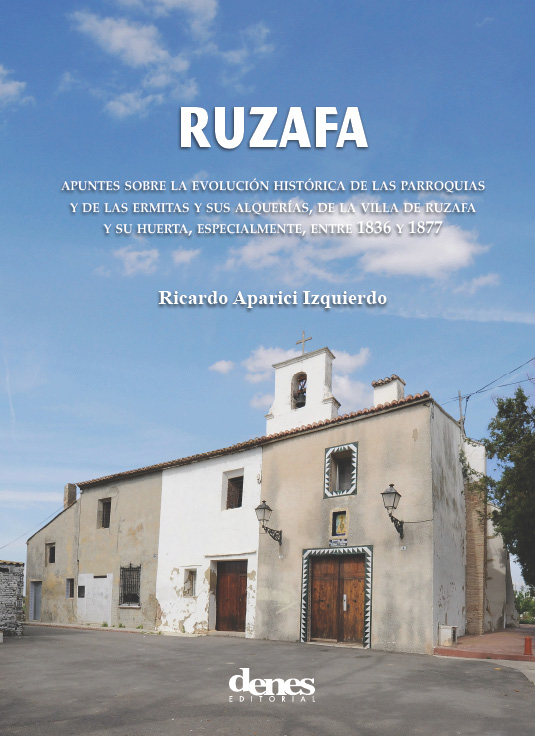 RUZAFA
APUNTES SOBRE LA EVOLUCIÓN HISTÓRICA DE LAS PARROQUIAS
Y DE LAS ERMITAS Y SUS ALQUERÍAS, DE LA VILLA DE RUZAFA
Y SU HUERTA, ESPECIALMENTE, ENTRE 1836 Y 1877
Ricardo Aparici Izquierdo
denes
EDITORIAL